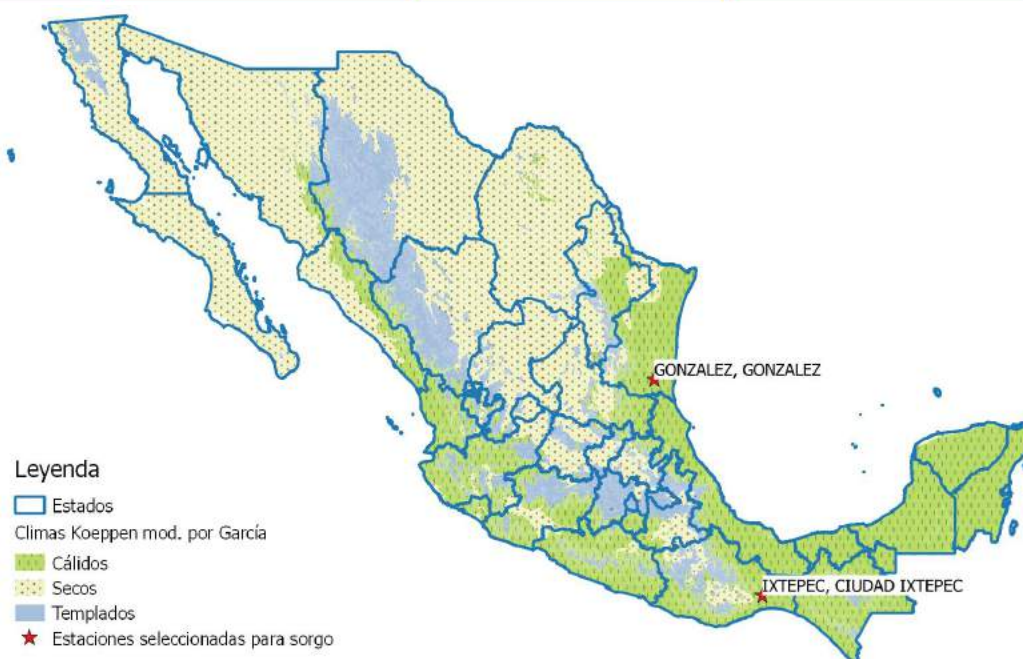 GONZALEZ, GONZALEZ
IXTEPEC, CIUDAD IXTEPEC
Leyenda
Estados
Climas Koeppen mod. por García
Cálidos
Secos
Templados
Estaciones seleccionadas para sorgo